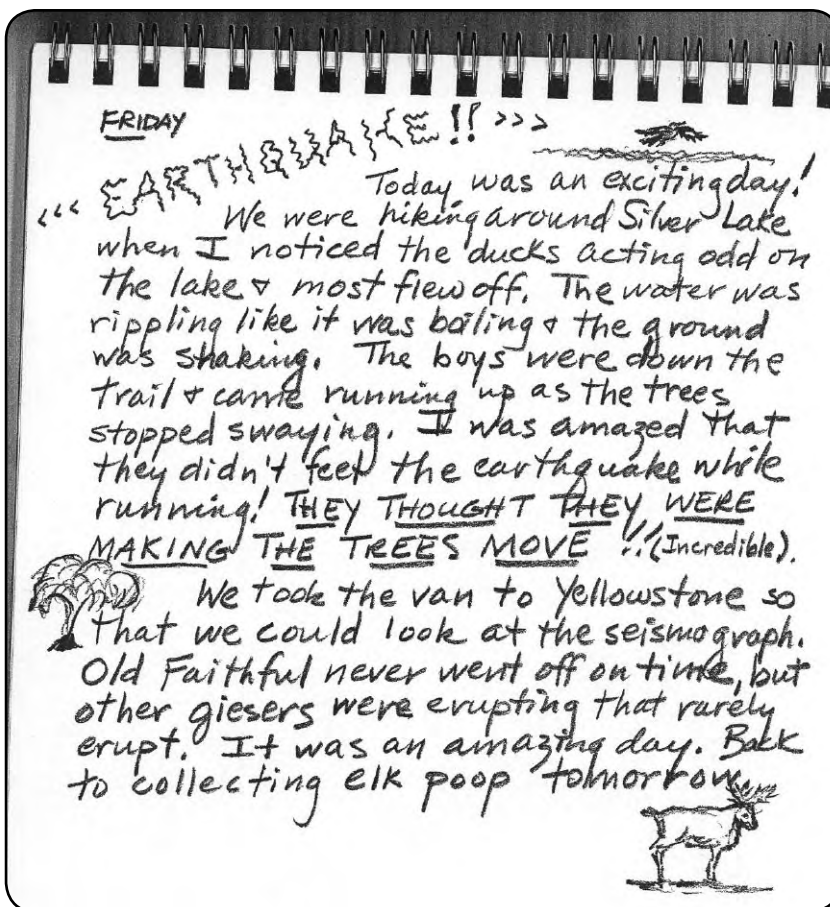 FRIDAY
<<< EARTHQUAKE!! >>>
Today was an exciting day!
We were hiking around Silver Lake
when I noticed the ducks acting odd on
the lake & most flew off. The water was
rippling like it was boiling & the ground
was shaking. The boys were down the
trail & came running up as the trees
stopped swaying. I was amazed that
they didn't feel the earthquake while
running! THEY THOUGHT THEY WERE
MAKING THE TREES MOVE !!(Incredible).
We took the van to Yellowstone so
that we could look at the seismograph.
Old Faithful never went off on time, but
other giesers were erupting that rarely
erupt. It was an amazing day. Back
to collecting elk poop tomorrow.